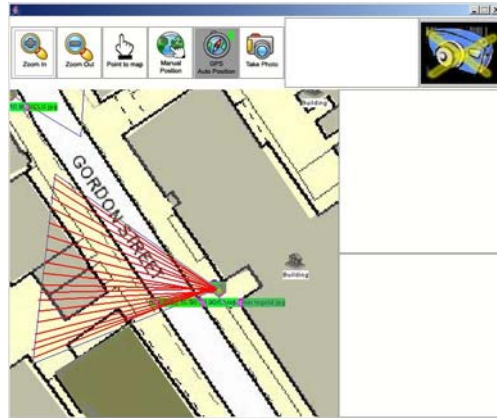 Zoom In
Zoom Out
Point to map
Manual
Position
GPS
Auto Position
Take Photo
Building
GORDON STREET
Building